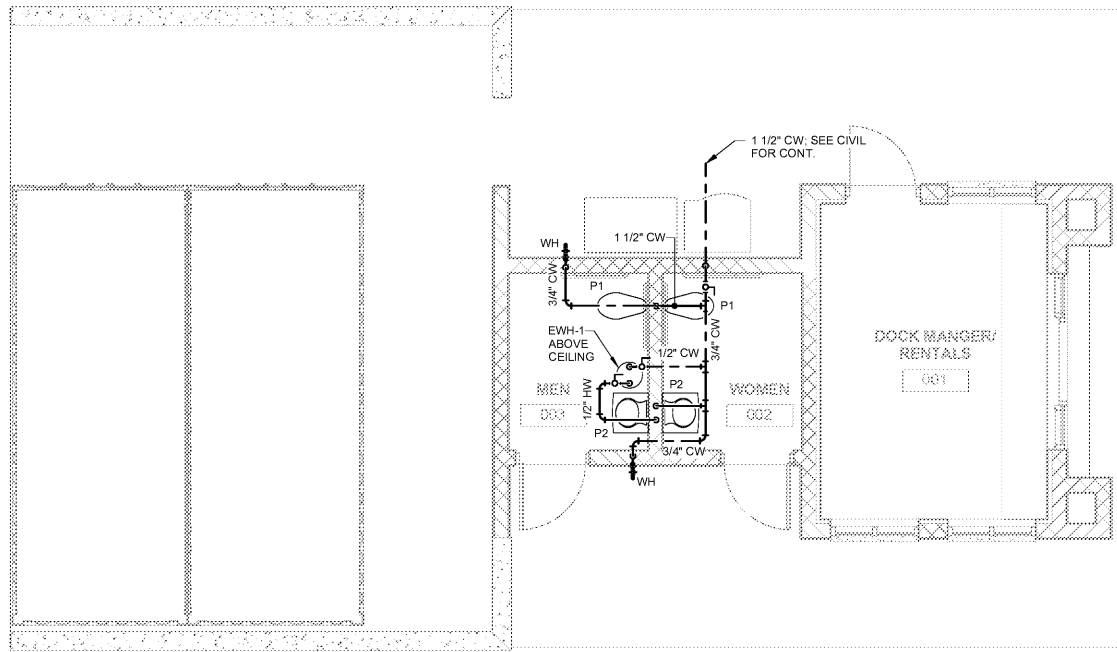 1 1/2" CW; SEE CIVIL
FOR CONT.
WH
1 1/2" CW
3/4" CW
P1
P1
EWH-1
ABOVE
CEILING
3/4" CW
1/2" CW
DOCK MANGER/
RENTALS
001
MEN
003
1/2" HW
P2
WOMEN
002
P2
3/4" CW
WH